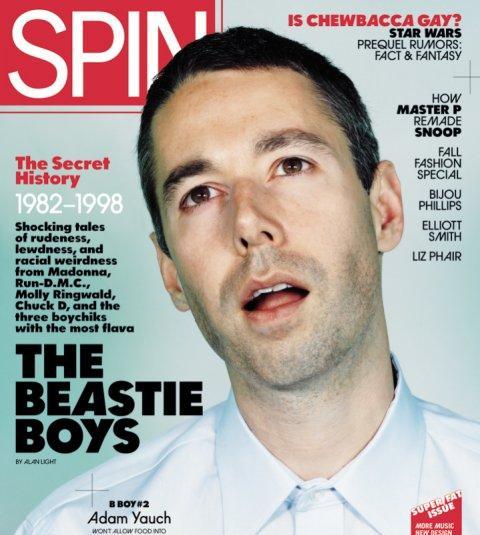 SPIN
IS CHEWBACCA GAY?
STAR WARS
PREQUEL RUMORS:
FACT & FANTASY
HOW
MASTER P
REMADE
SNOOP
FALL
FASHION
SPECIAL
BIJOU
PHILLIPS
ELLIOTT
SMITH
LIZ PHAIR
The Secret
History
1982–1998
Shocking tales
of rudeness,
lewdness, and
racial weirdness
from Madonna,
Run-D.M.C.,
Molly Ringwald,
Chuck D, and the
three boychiks
with the most flava
THE
BEASTIE
BOYS
BY ALAN LIGHT
B BOY #2
Adam Yauch
WON'T ALLOW FOOD INTO
SUPER FAT
ISSUE
MORE MUSIC
NEW DESIGN